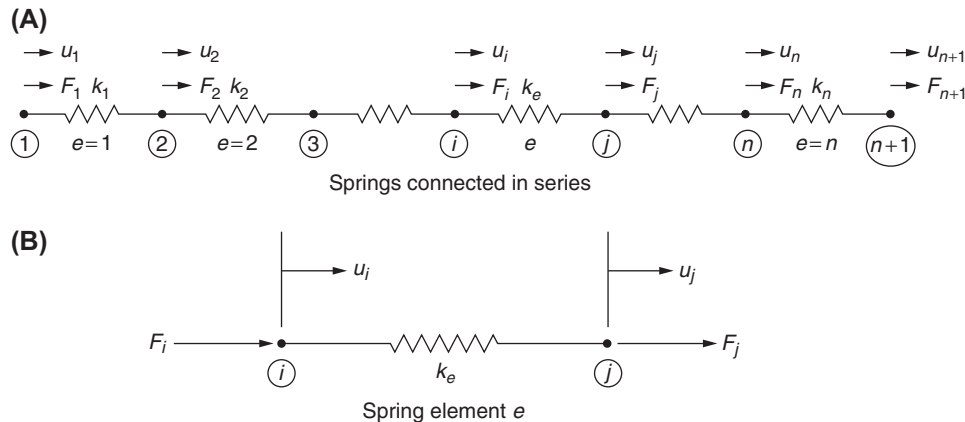 (A)
u1 u2 ui uj un un+1
F1 k1 F2 k2 Fi ke Fj Fn kn Fn+1
1 e=1 2 e=2 3 i e j n e=n n+1
Springs connected in series
(B)
ui uj
Fi Fj
i ke j
Spring element e